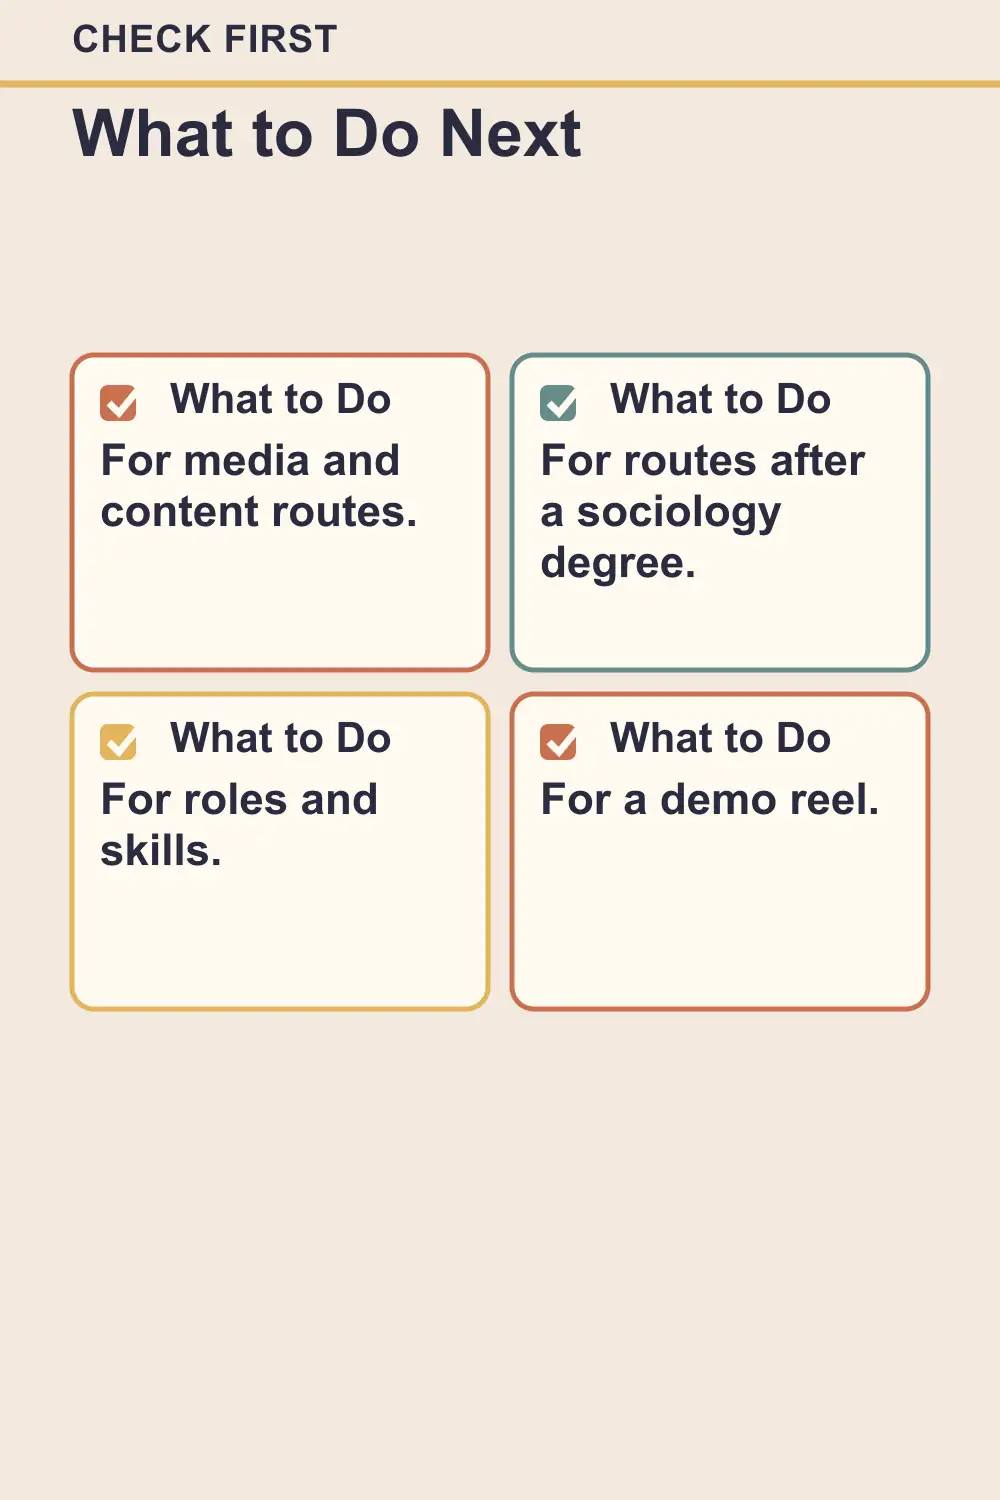 CHECK FIRST
What to Do Next
What to Do
For media and
content routes.
What to Do
For routes after
a sociology
degree.
What to Do
For roles and
skills.
What to Do
For a demo reel.